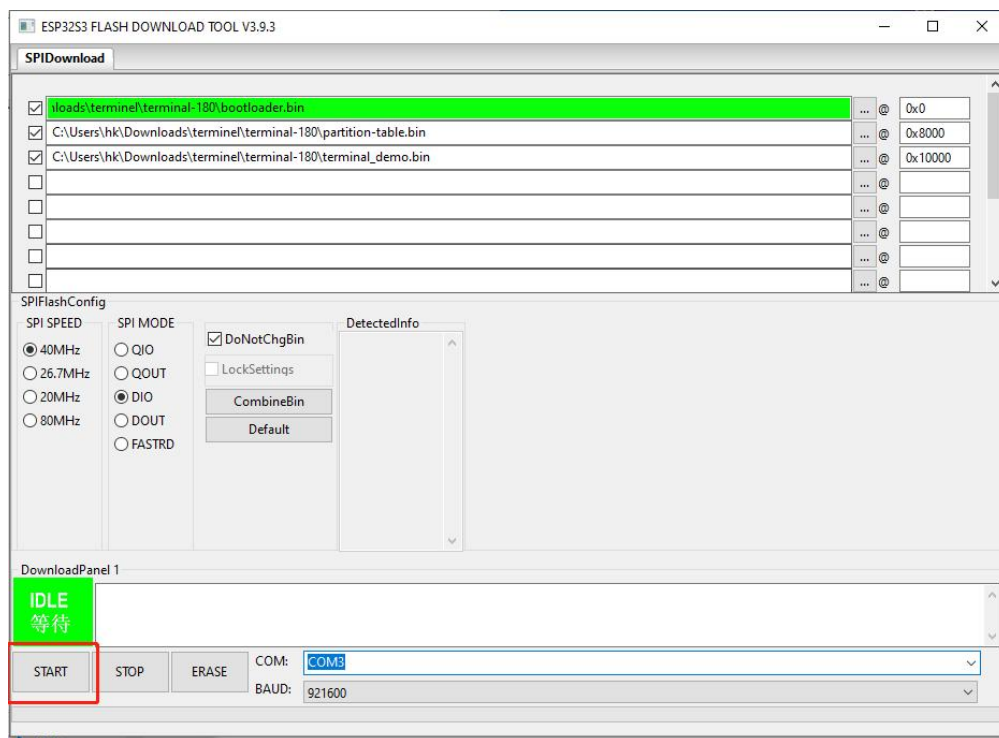 ESP32S3 FLASH DOWNLOAD TOOL V3.9.3
SPIDownload
\loads\terminel\terminal-180\bootloader.bin ... @ 0x0
C:\Users\hk\Downloads\terminel\terminal-180\partition-table.bin ... @ 0x8000
C:\Users\hk\Downloads\terminel\terminal-180\terminal_demo.bin ... @ 0x10000
... @
... @
... @
... @
... @
SPIFlashConfig
SPI SPEED
40MHz
26.7MHz
20MHz
80MHz
SPI MODE
QIO
QOUT
DIO
DOUT
FASTRD
DoNotChgBin
LockSettings
CombineBin
Default
DetectedInfo
DownloadPanel 1
IDLE
等待
START STOP ERASE
COM: COM3
BAUD: 921600